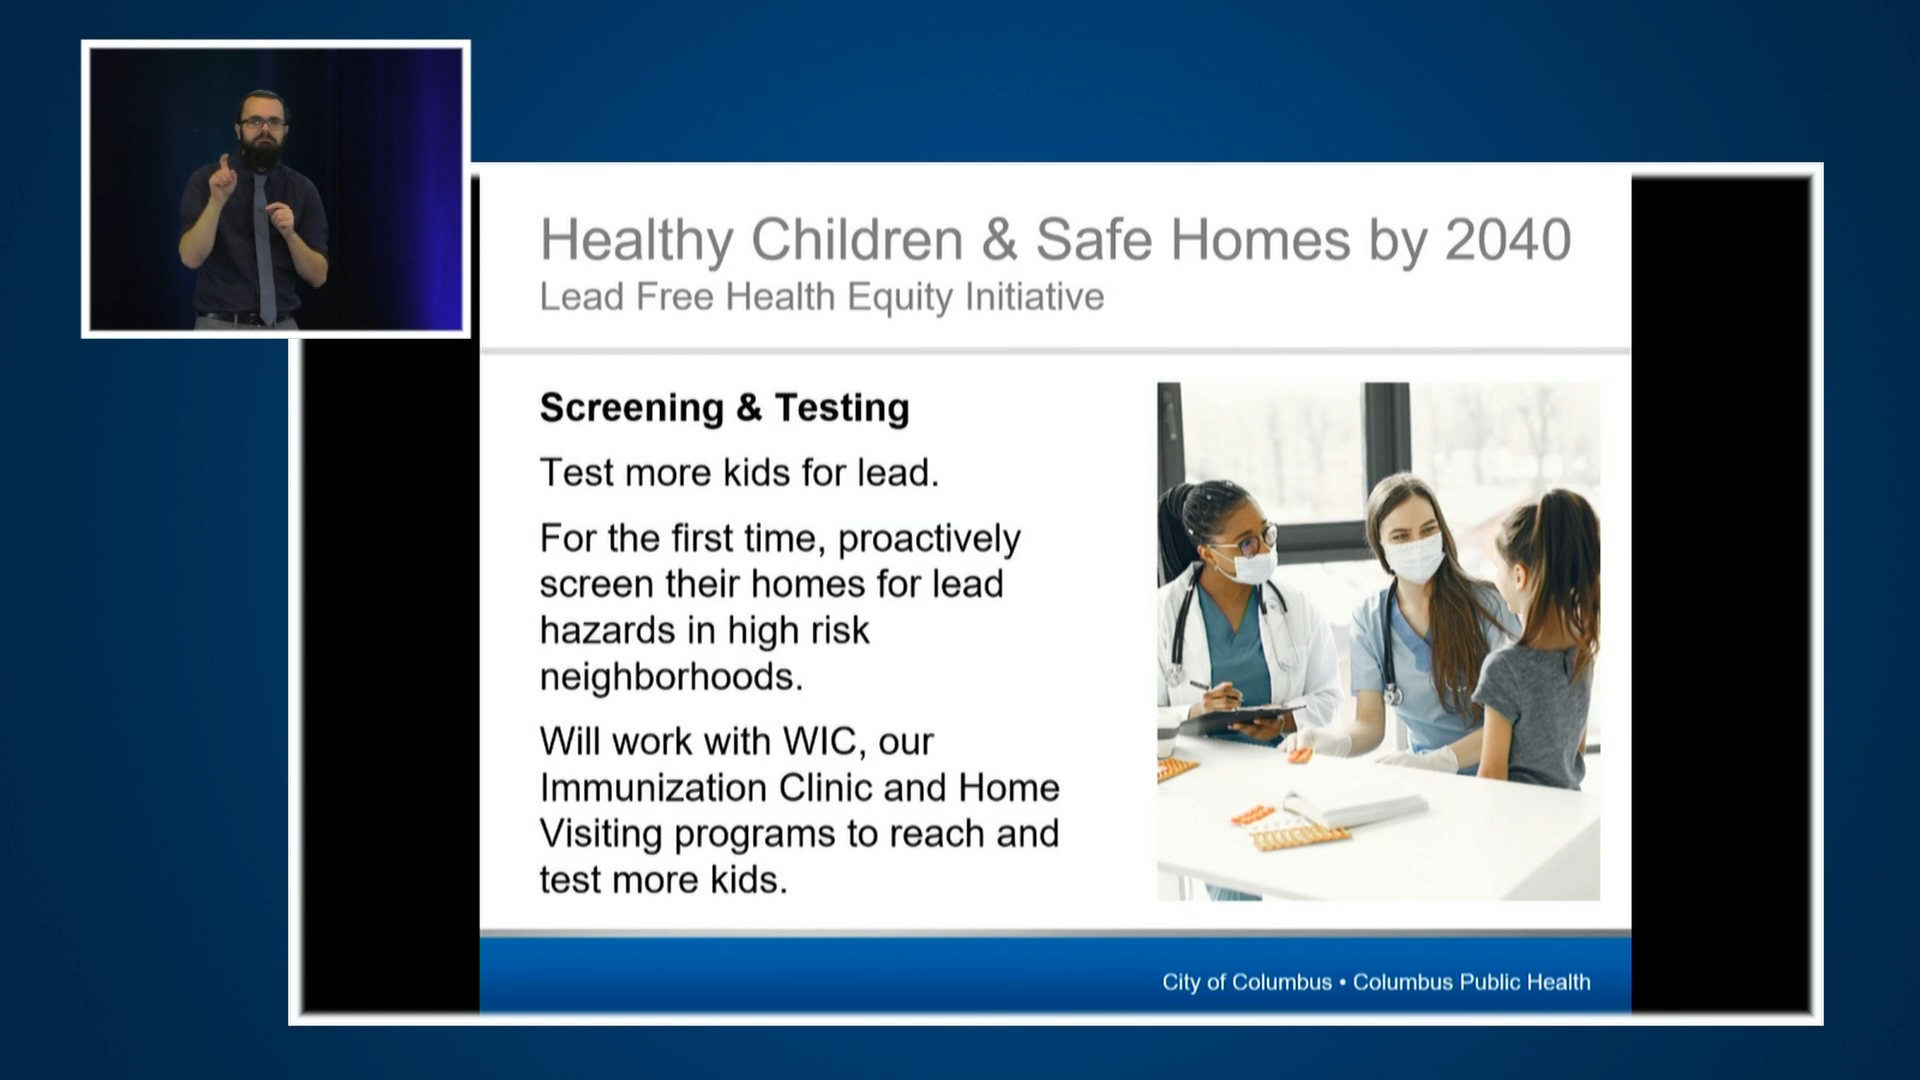 Healthy Children & Safe Homes by 2040
Lead Free Health Equity Initiative
Screening & Testing
Test more kids for lead.
For the first time, proactively
screen their homes for lead
hazards in high risk
neighborhoods.
Will work with WIC, our
Immunization Clinic and Home
Visiting programs to reach and
test more kids.
City of Columbus • Columbus Public Health